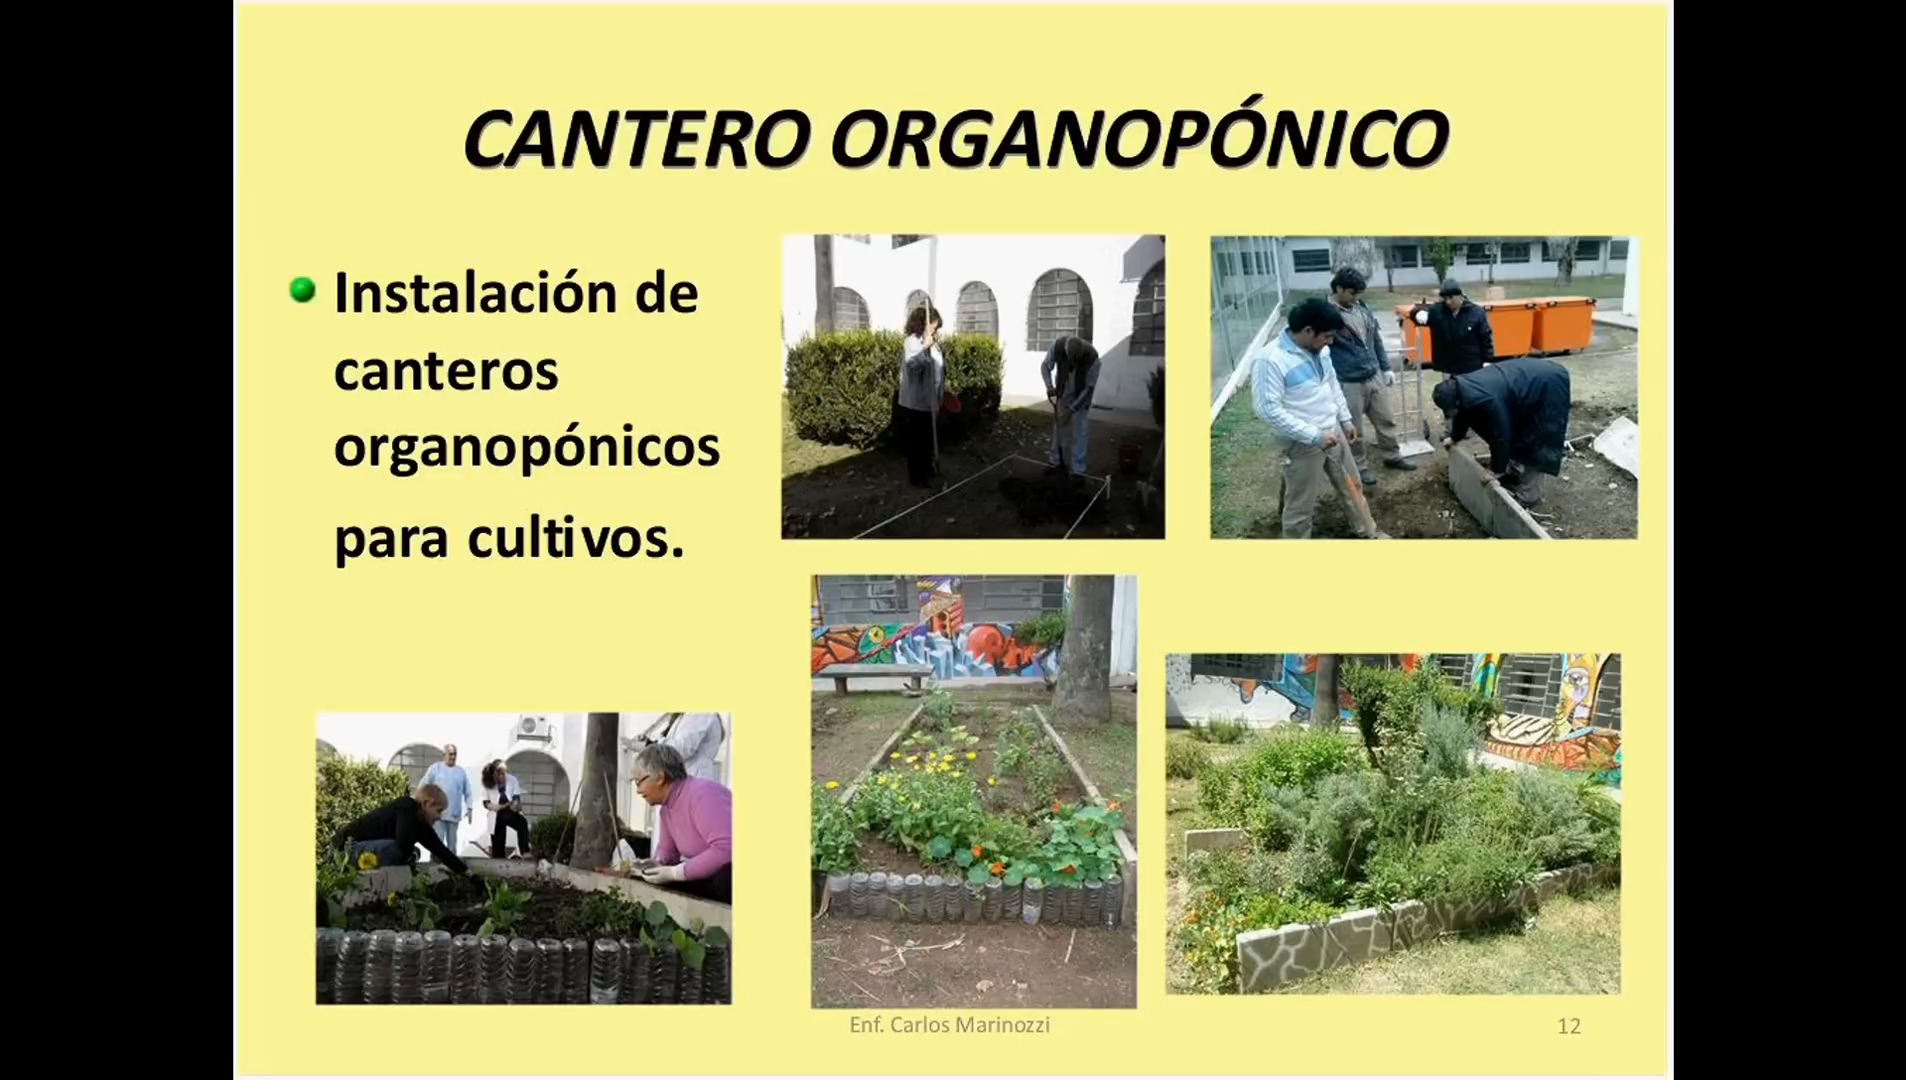 CANTERO ORGANOPÓNICO
Instalación de
canteros
organopónicos
para cultivos.
Enf. Carlos Marinozzi
12